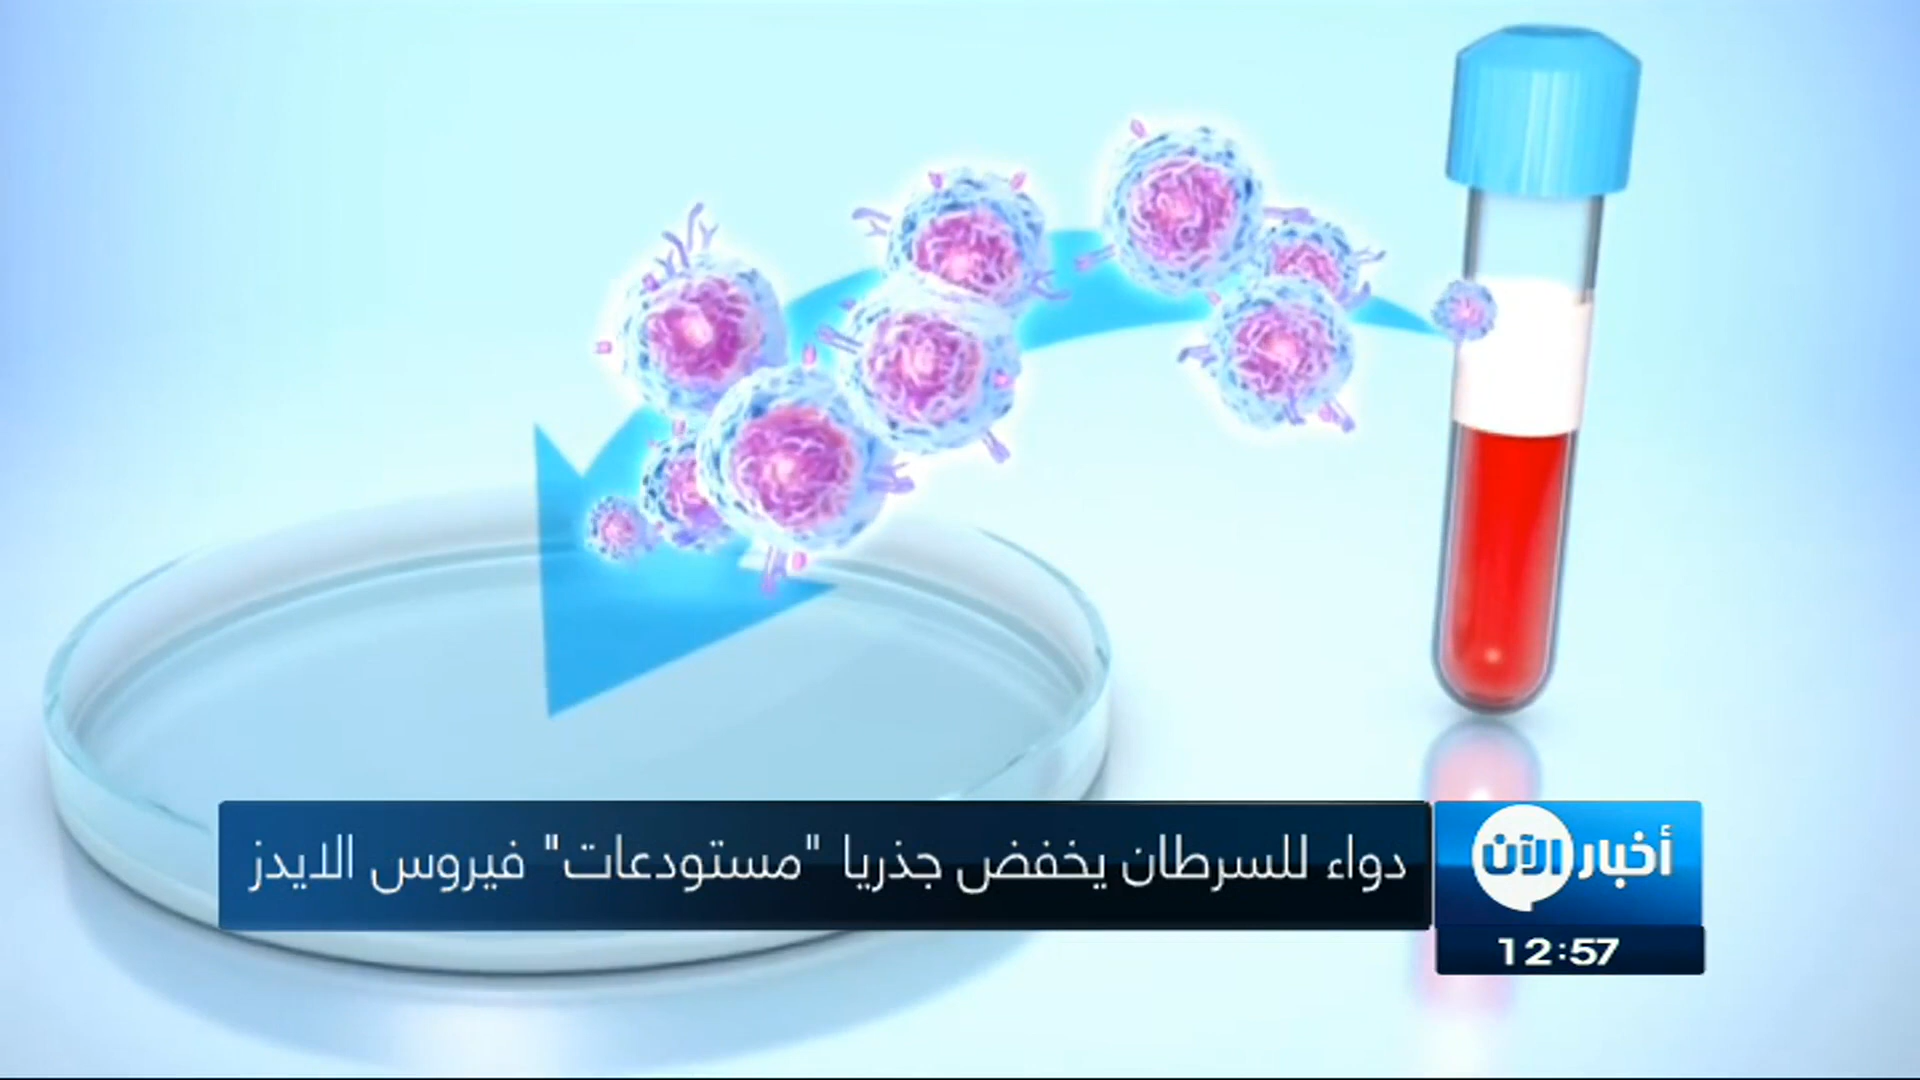 دواء للسرطان يخفض جذريا "مستودعات" فيروس الايدز
أخبار الآن
12:57